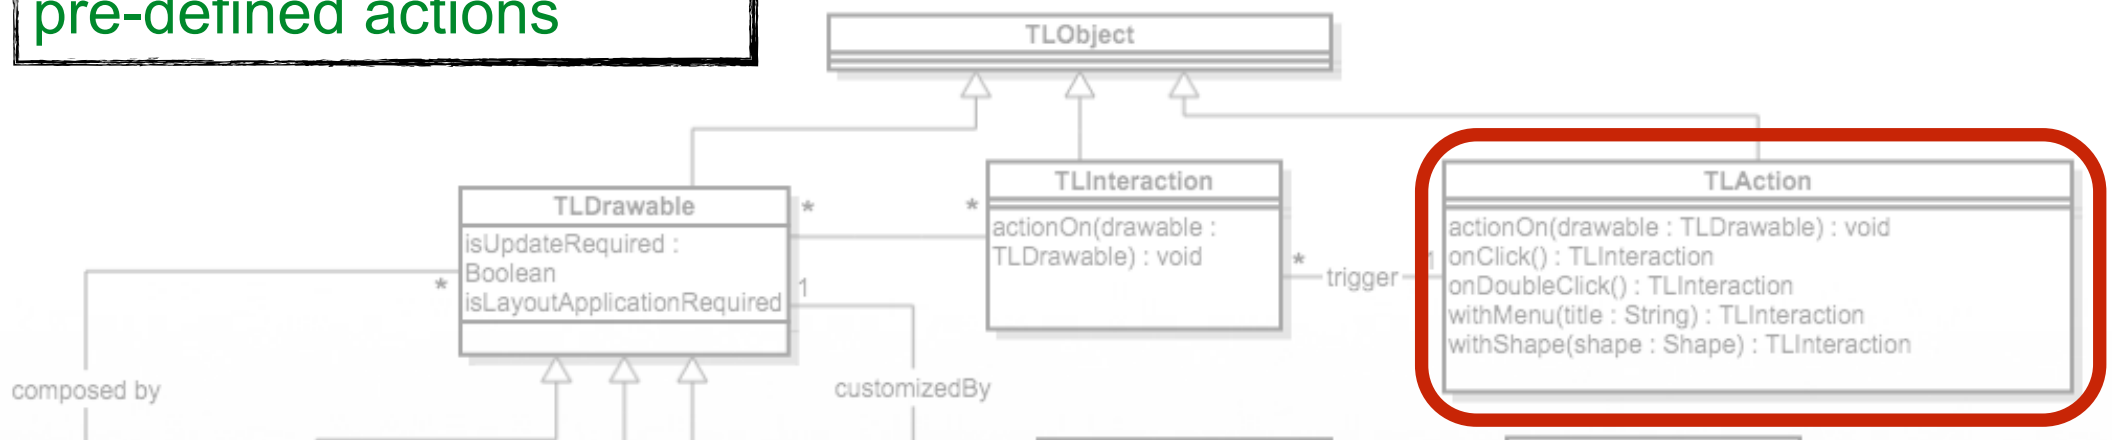 pre-defined actions
TLObject
TLDrawable
isUpdateRequired :
Boolean
isLayoutApplicationRequired
*
*
*
1
composed by
customizedBy
TLInteraction
actionOn(drawable :
TLDrawable) : void
*
trigger
1
TLAction
actionOn(drawable : TLDrawable) : void
onClick() : TLInteraction
onDoubleClick() : TLInteraction
withMenu(title : String) : TLInteraction
withShape(shape : Shape) : TLInteraction